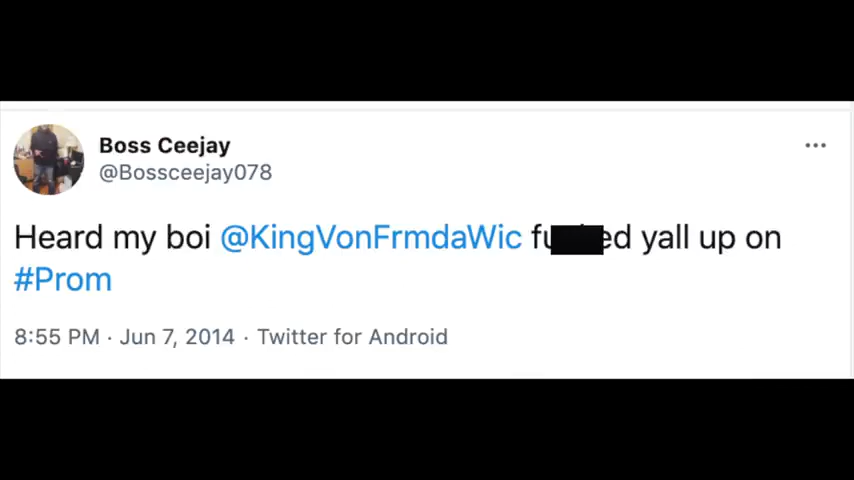 Boss Ceejay
@Bossceejay078
Heard my boi @KingVonFrmdaWic fu ed yall up on
#Prom
8:55 PM · Jun 7, 2014 · Twitter for Android